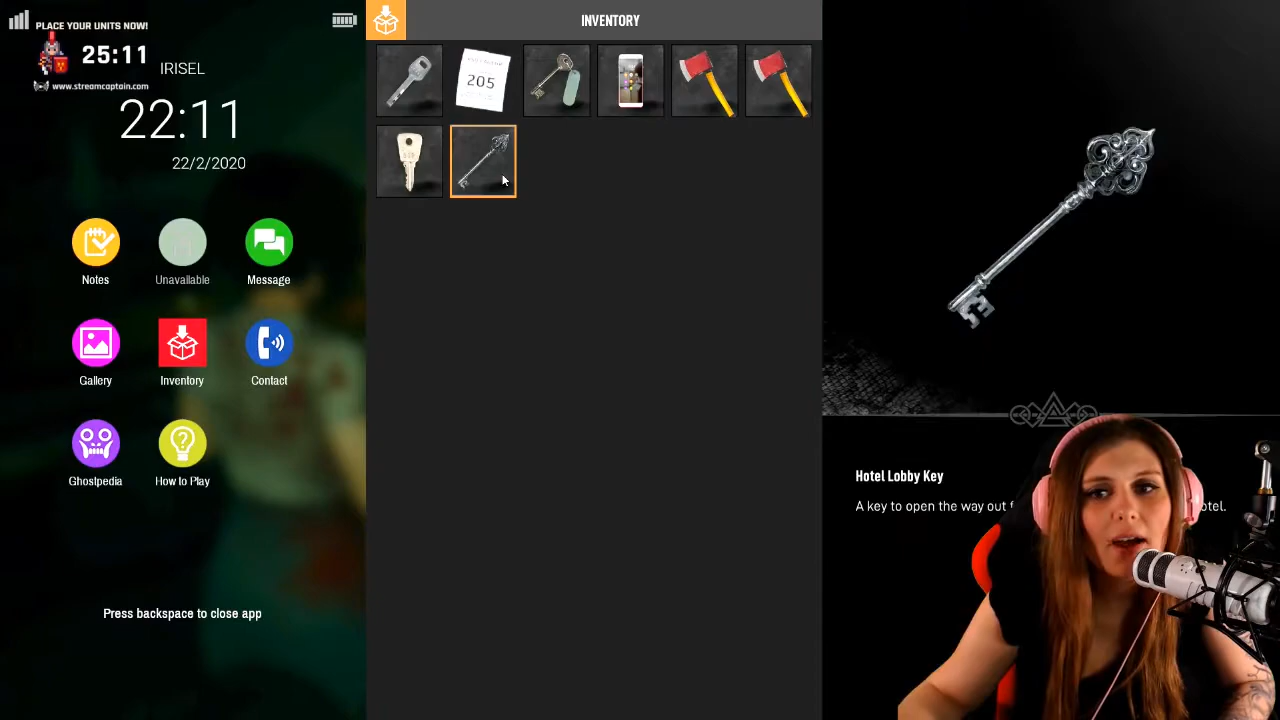 PLACE YOUR UNITS NOW!
25:11
www.streamcaptain.com
IRISEL
22:11
22/2/2020
Notes
Unavailable
Message
Gallery
Inventory
Contact
Ghostpedia
How to Play
Press backspace to close app
INVENTORY
205
Hotel Lobby Key
A key to open the way out
otel.